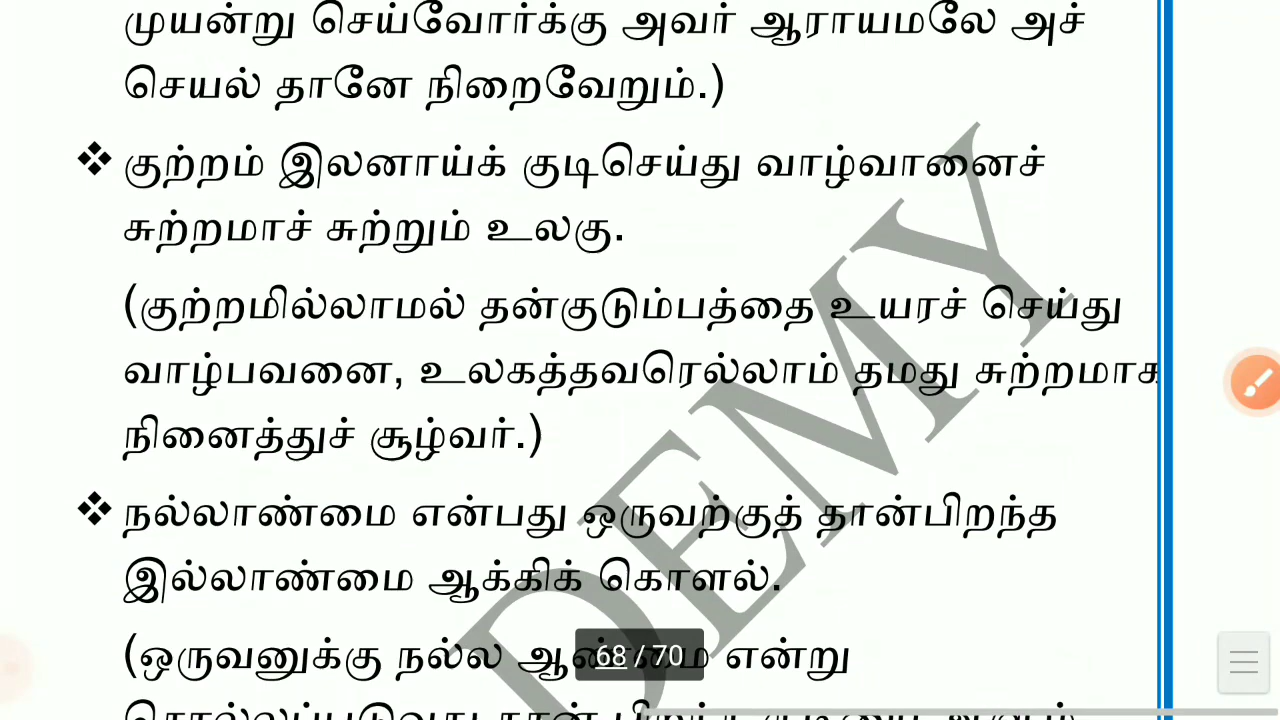 முயன்று செய்வோர்க்கு அவர் ஆராயமலே அச்
செயல் தானே நிறைவேறும்.)
❖ குற்றம் இலனாய்க் குடிசெய்து வாழ்வானைச்
சுற்றமாச் சுற்றும் உலகு.
(குற்றமில்லாமல் தன்குடும்பத்தை உயரச் செய்து
வாழ்பவனை, உலகத்தவரெல்லாம் தமது சுற்றமாக
நினைத்துச் சூழ்வர்.)
❖ நல்லாண்மை என்பது ஒருவற்குத் தான்பிறந்த
இல்லாண்மை ஆக்கிக் கொளல்.
(ஒருவனுக்கு நல்ல ஆண்மை என்று
68 / 70
DEMY